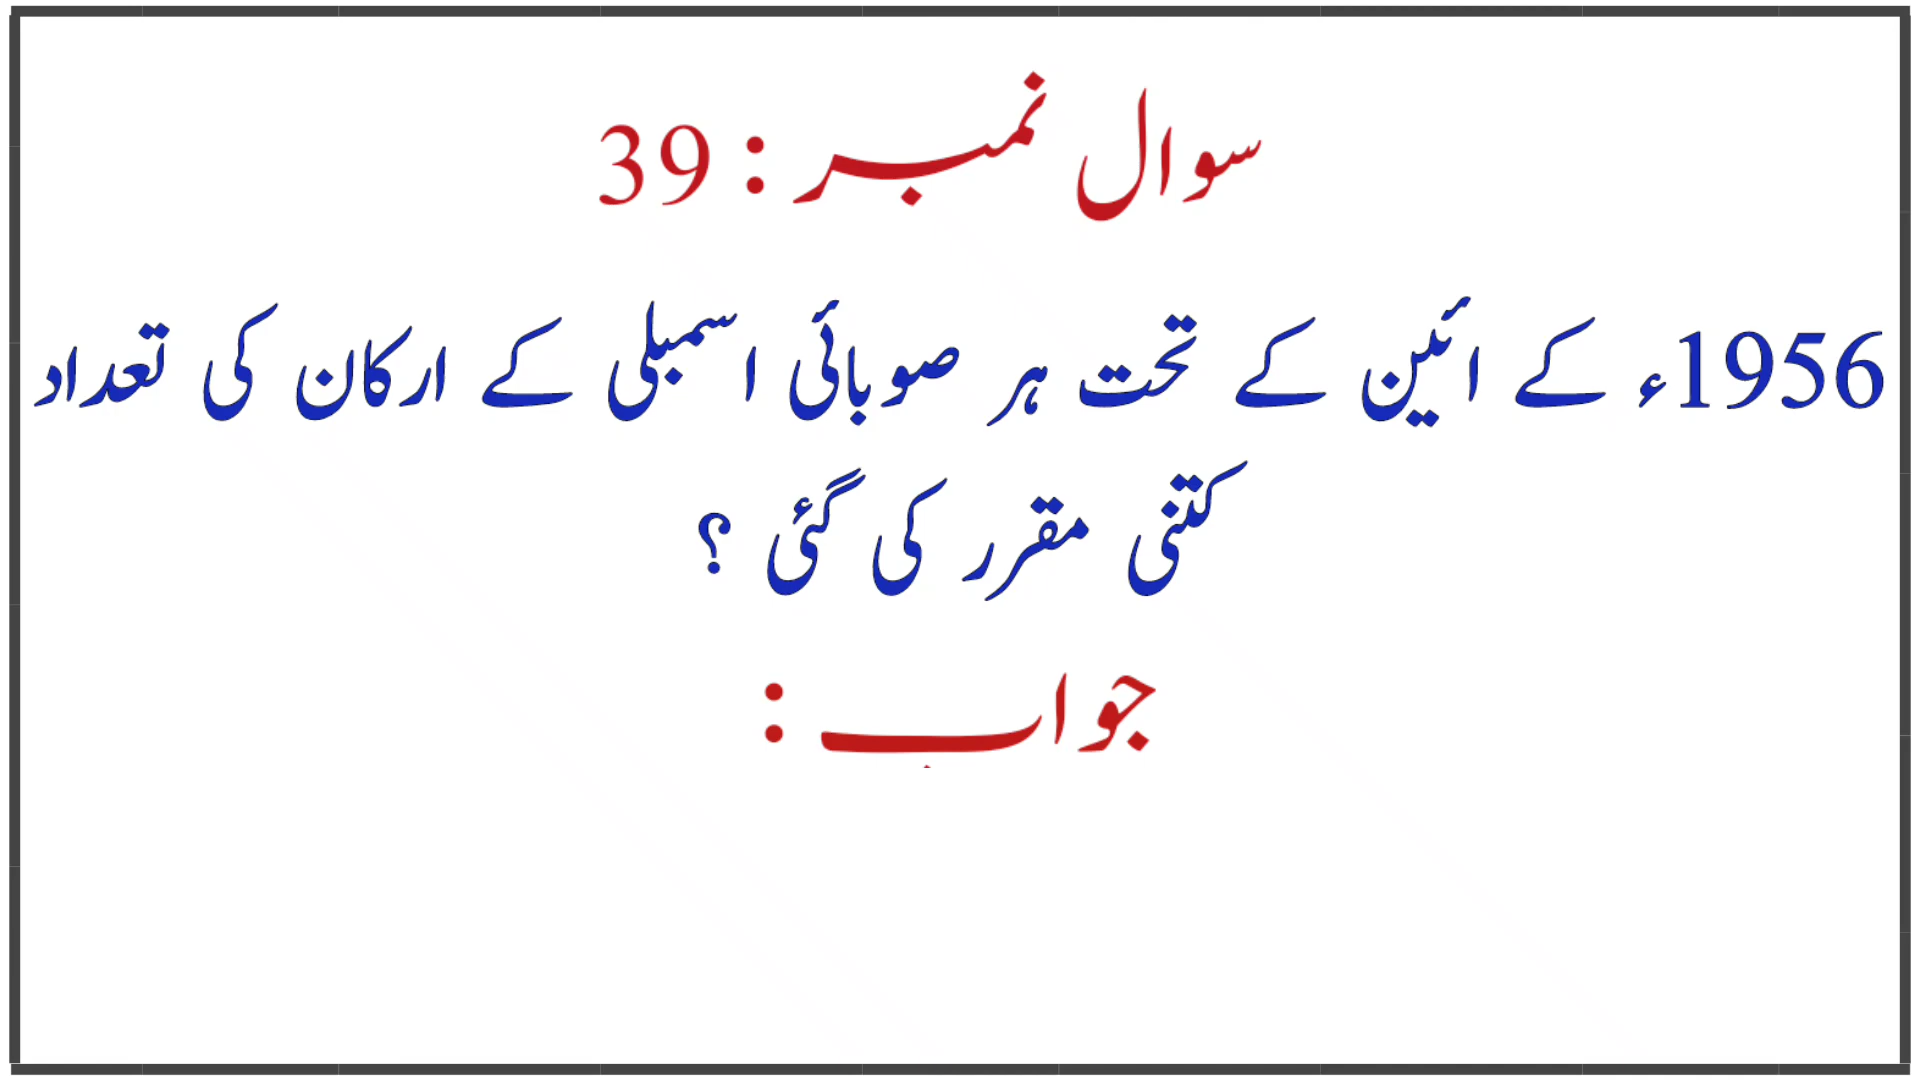 سوال نمبر : 39
1956ء کے ائین کے تحت ہر صوبائی اسمبلی کے ارکان کی تعداد
کتنی مقرر کی گئی ؟
جواب :